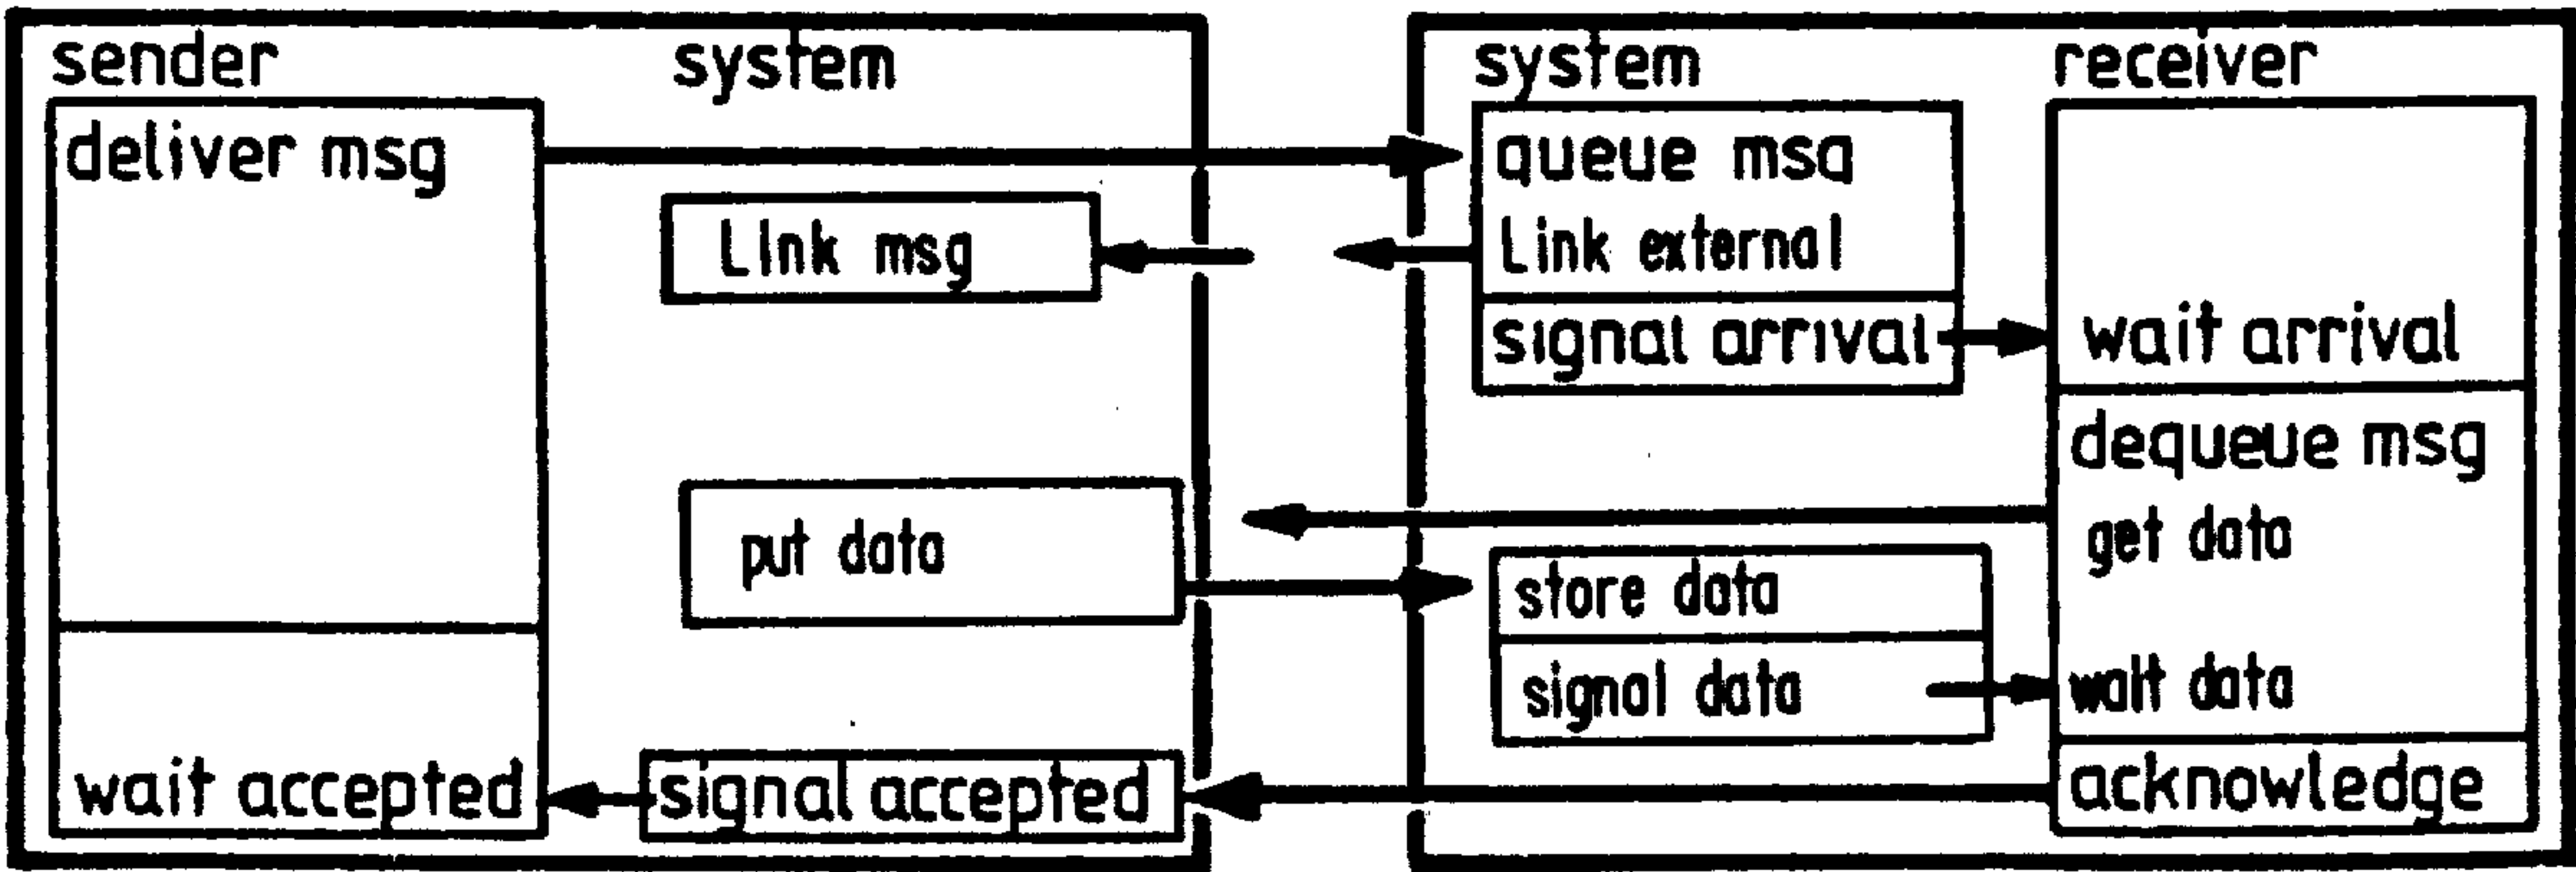 sender
system
deliver msg
Link msg
put data
wait accepted
signal accepted
system
receiver
queue msg
Link external
signal arrival
wait arrival
dequeue msg
get data
store data
signal data
wait data
acknowledge